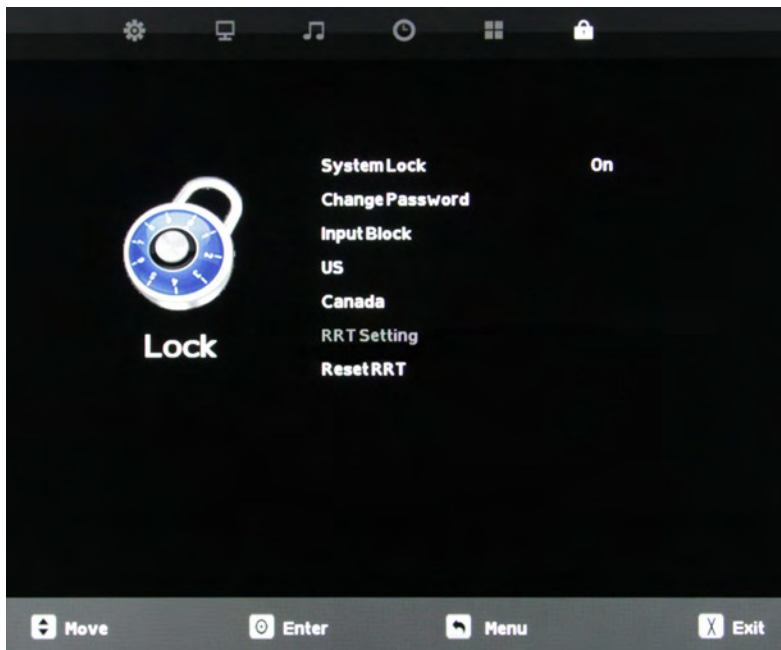 System Lock On
Change Password
Input Block
US
Canada
RRT Setting
Reset RRT
Lock
Move Enter Menu Exit